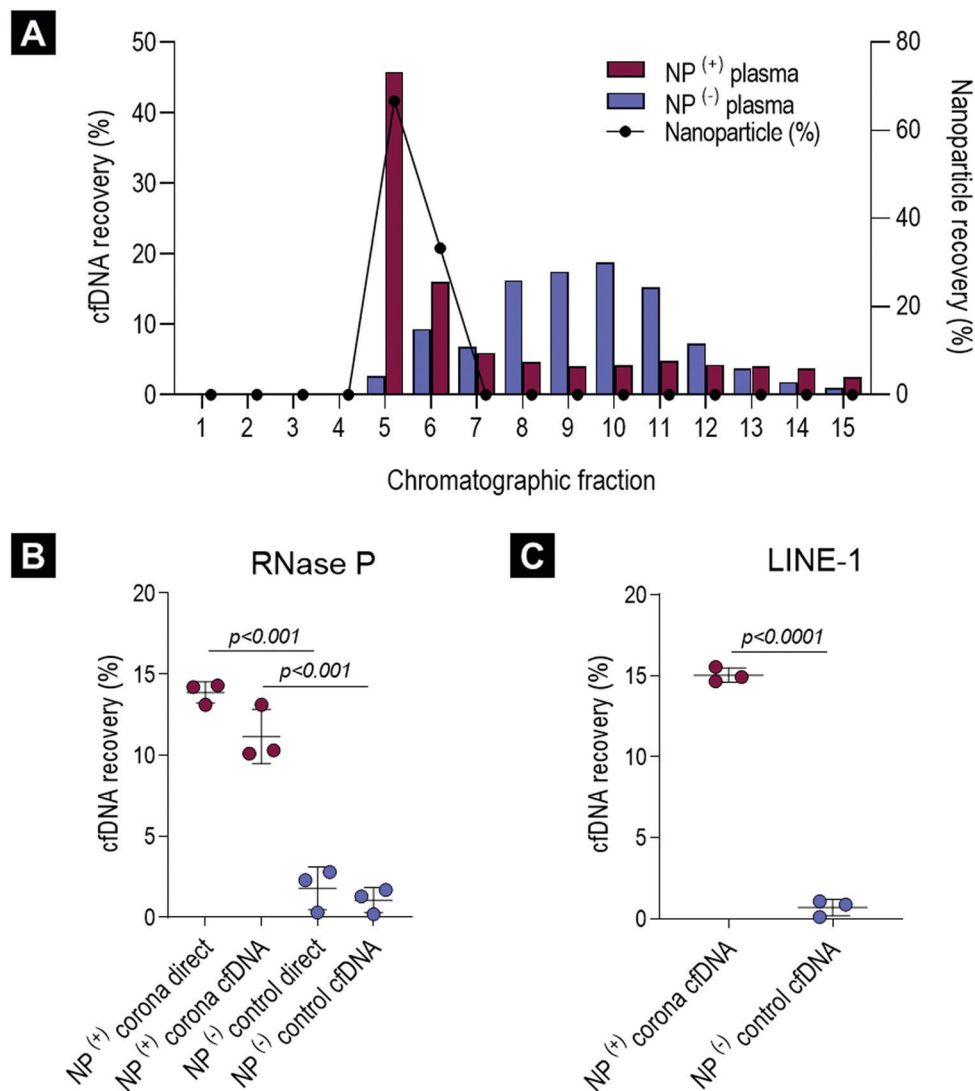 A
cfDNA recovery (%)
50
40
30
20
10
0
NP (+) plasma
NP (-) plasma
Nanoparticle (%)
80
60
40
20
0
Nanoparticle recovery (%)
1 2 3 4 5 6 7 8 9 10 11 12 13 14 15
Chromatographic fraction
B
RNase P
cfDNA recovery (%)
20
15
10
5
0
p<0.001
p<0.001
NP (+) corona direct
NP (+) corona cfDNA
NP (-) control direct
NP (-) control cfDNA
C
LINE-1
cfDNA recovery (%)
20
15
10
5
0
p<0.0001
NP (+) corona cfDNA
NP (-) control cfDNA